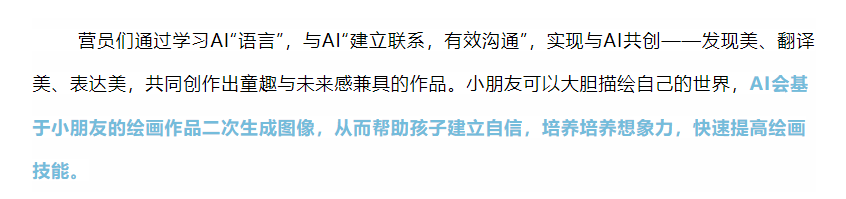 营员们通过学习AI“语言”，与AI“建立联系，有效沟通”，实现与AI共创——发现美、翻译
美、表达美，共同创作出童趣与未来感兼具的作品。小朋友可以大胆描绘自己的世界，AI会基
于小朋友的绘画作品二次生成图像，从而帮助孩子建立自信，培养培养想象力，快速提高绘画
技能。